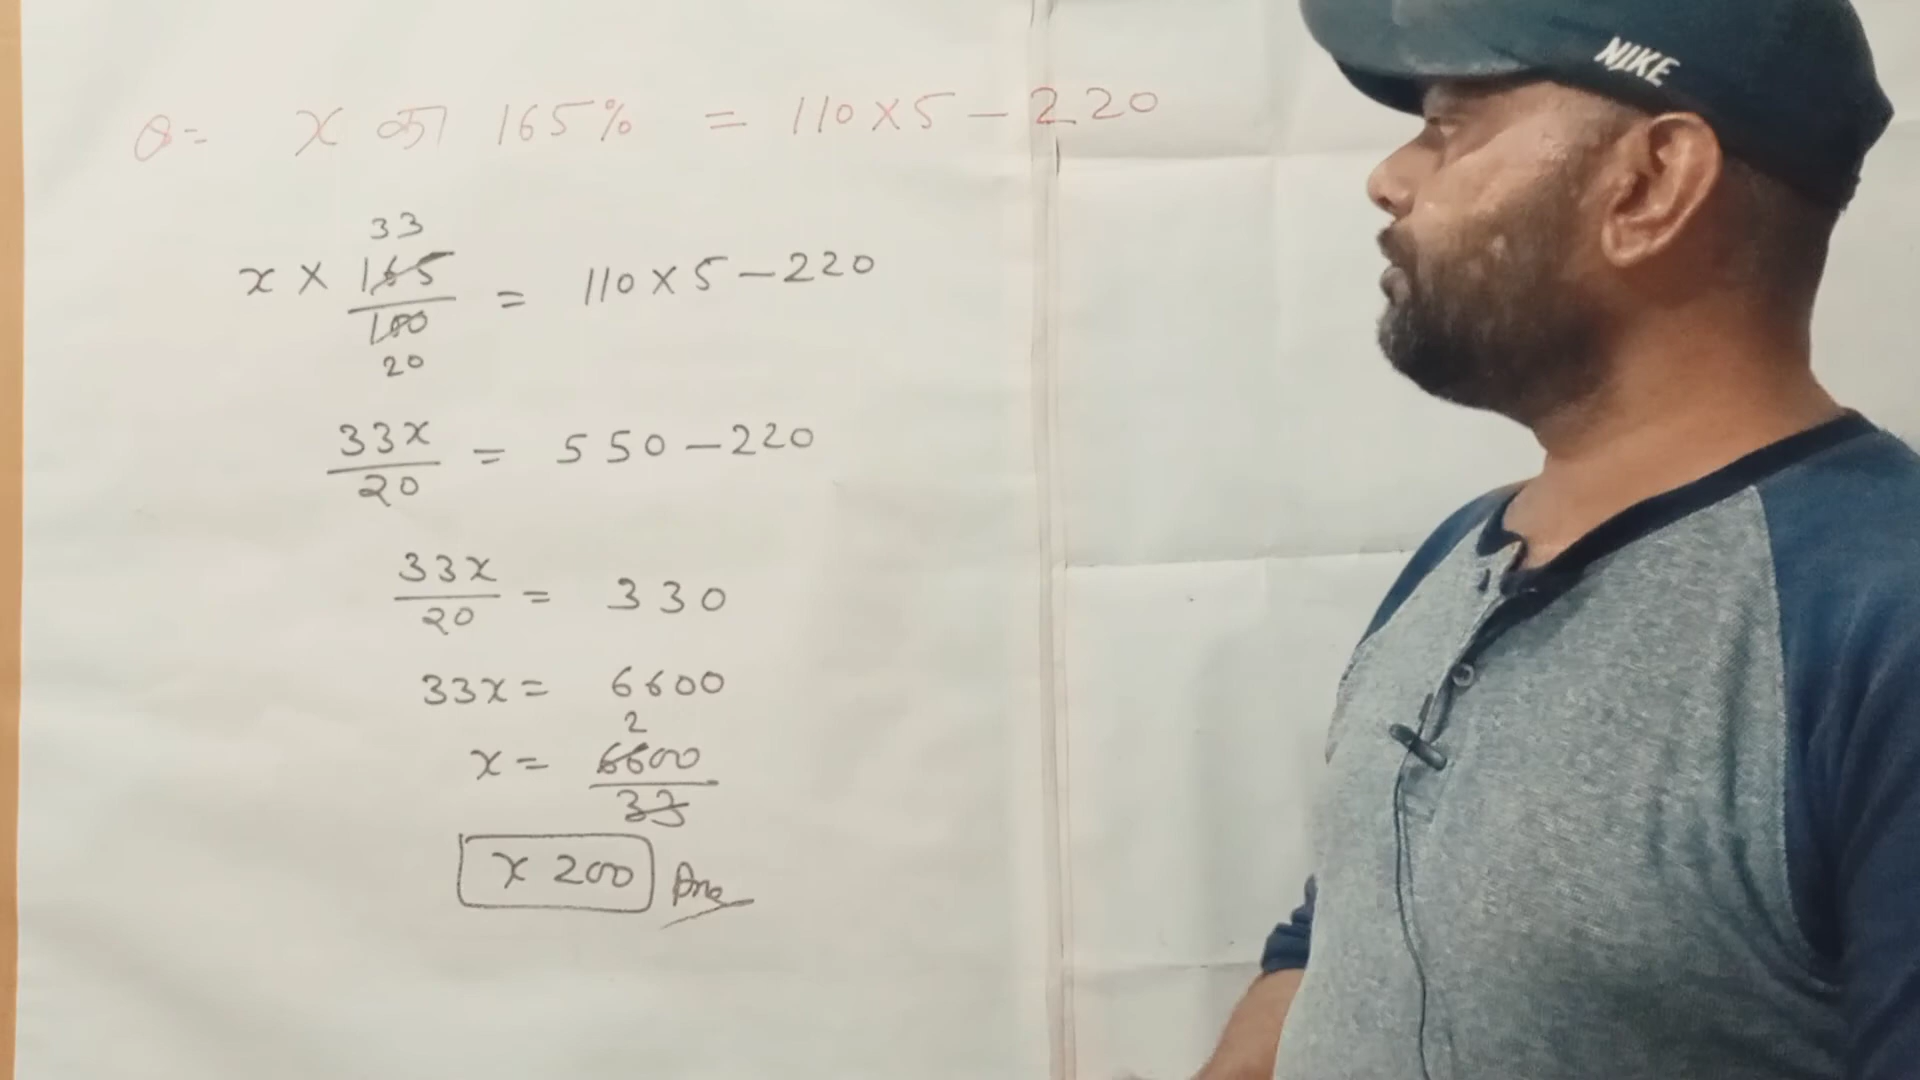 Q= x का 165% = 110×5-220
33
x × 165/100 = 110×5-220
20
33x/20 = 550-220
33x/20 = 330
33x = 6600
2
x = 6600/33
x 200 Ans
NIKE